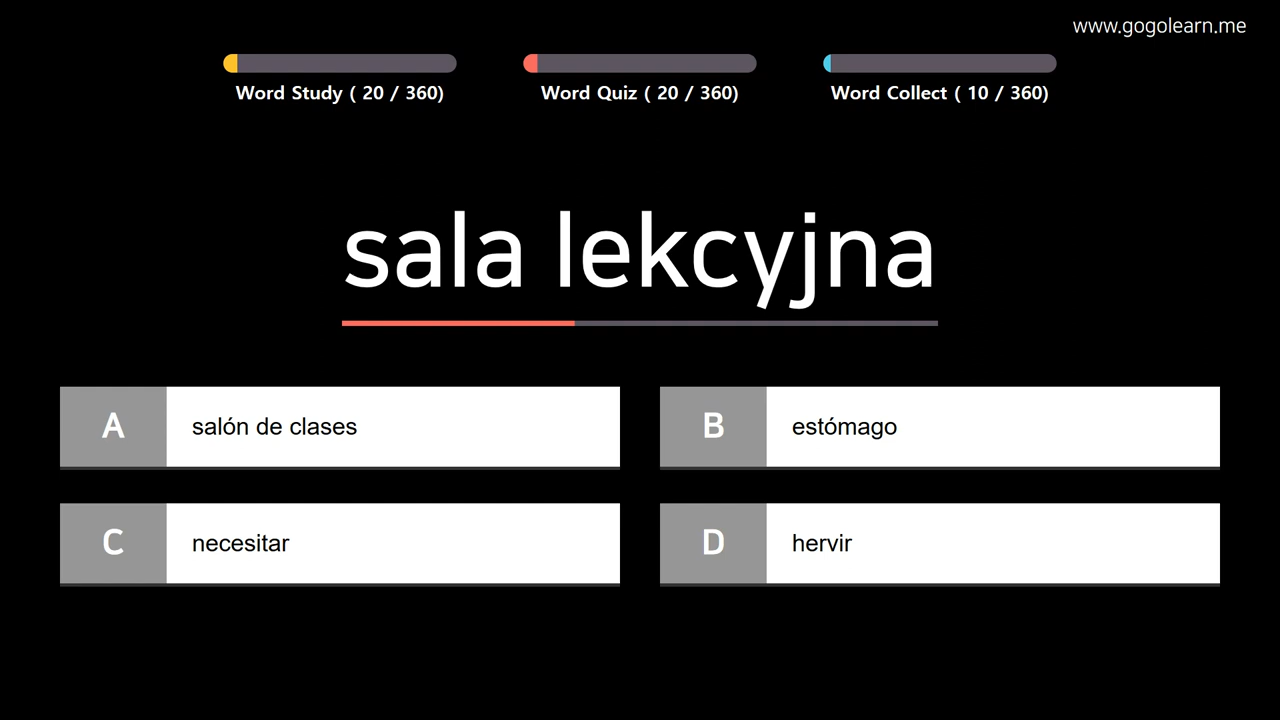 www.gogolearn.me
Word Study ( 20 / 360)
Word Quiz ( 20 / 360)
Word Collect ( 10 / 360)
sala lekcyjna
A
salón de clases
B
estómago
C
necesitar
D
hervir